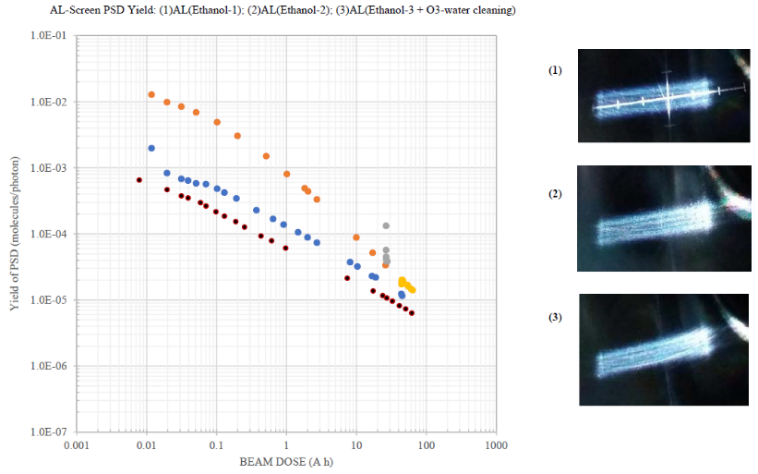 AL-Screen PSD Yield: (1)AL(Ethanol-1); (2)AL(Ethanol-2); (3)AL(Ethanol-3 + O3-water cleaning)
1.0E-01
1.0E-02
1.0E-03
1.0E-04
1.0E-05
1.0E-06
1.0E-07
Yield of PSD (molecules/photon)
0.001
0.01
0.1
1
10
100
1000
BEAM DOSE (A h)
(1)
(2)
(3)